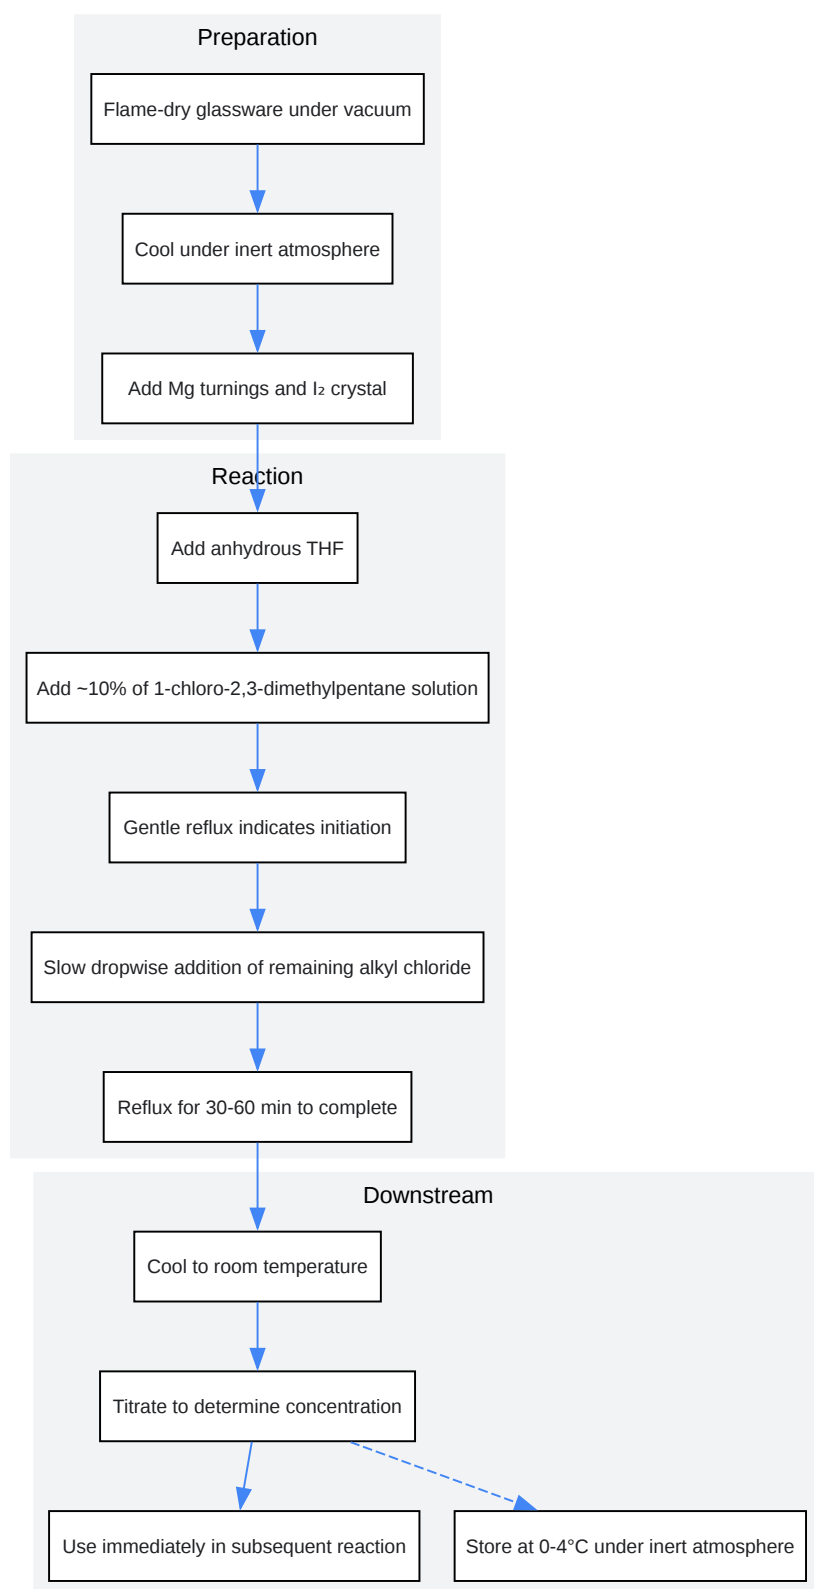 Preparation
Flame-dry glassware under vacuum
Cool under inert atmosphere
Add Mg turnings and I₂ crystal
Reaction
Add anhydrous THF
Add ~10% of 1-chloro-2,3-dimethylpentane solution
Gentle reflux indicates initiation
Slow dropwise addition of remaining alkyl chloride
Reflux for 30-60 min to complete
Downstream
Cool to room temperature
Titrate to determine concentration
Use immediately in subsequent reaction
Store at 0-4°C under inert atmosphere